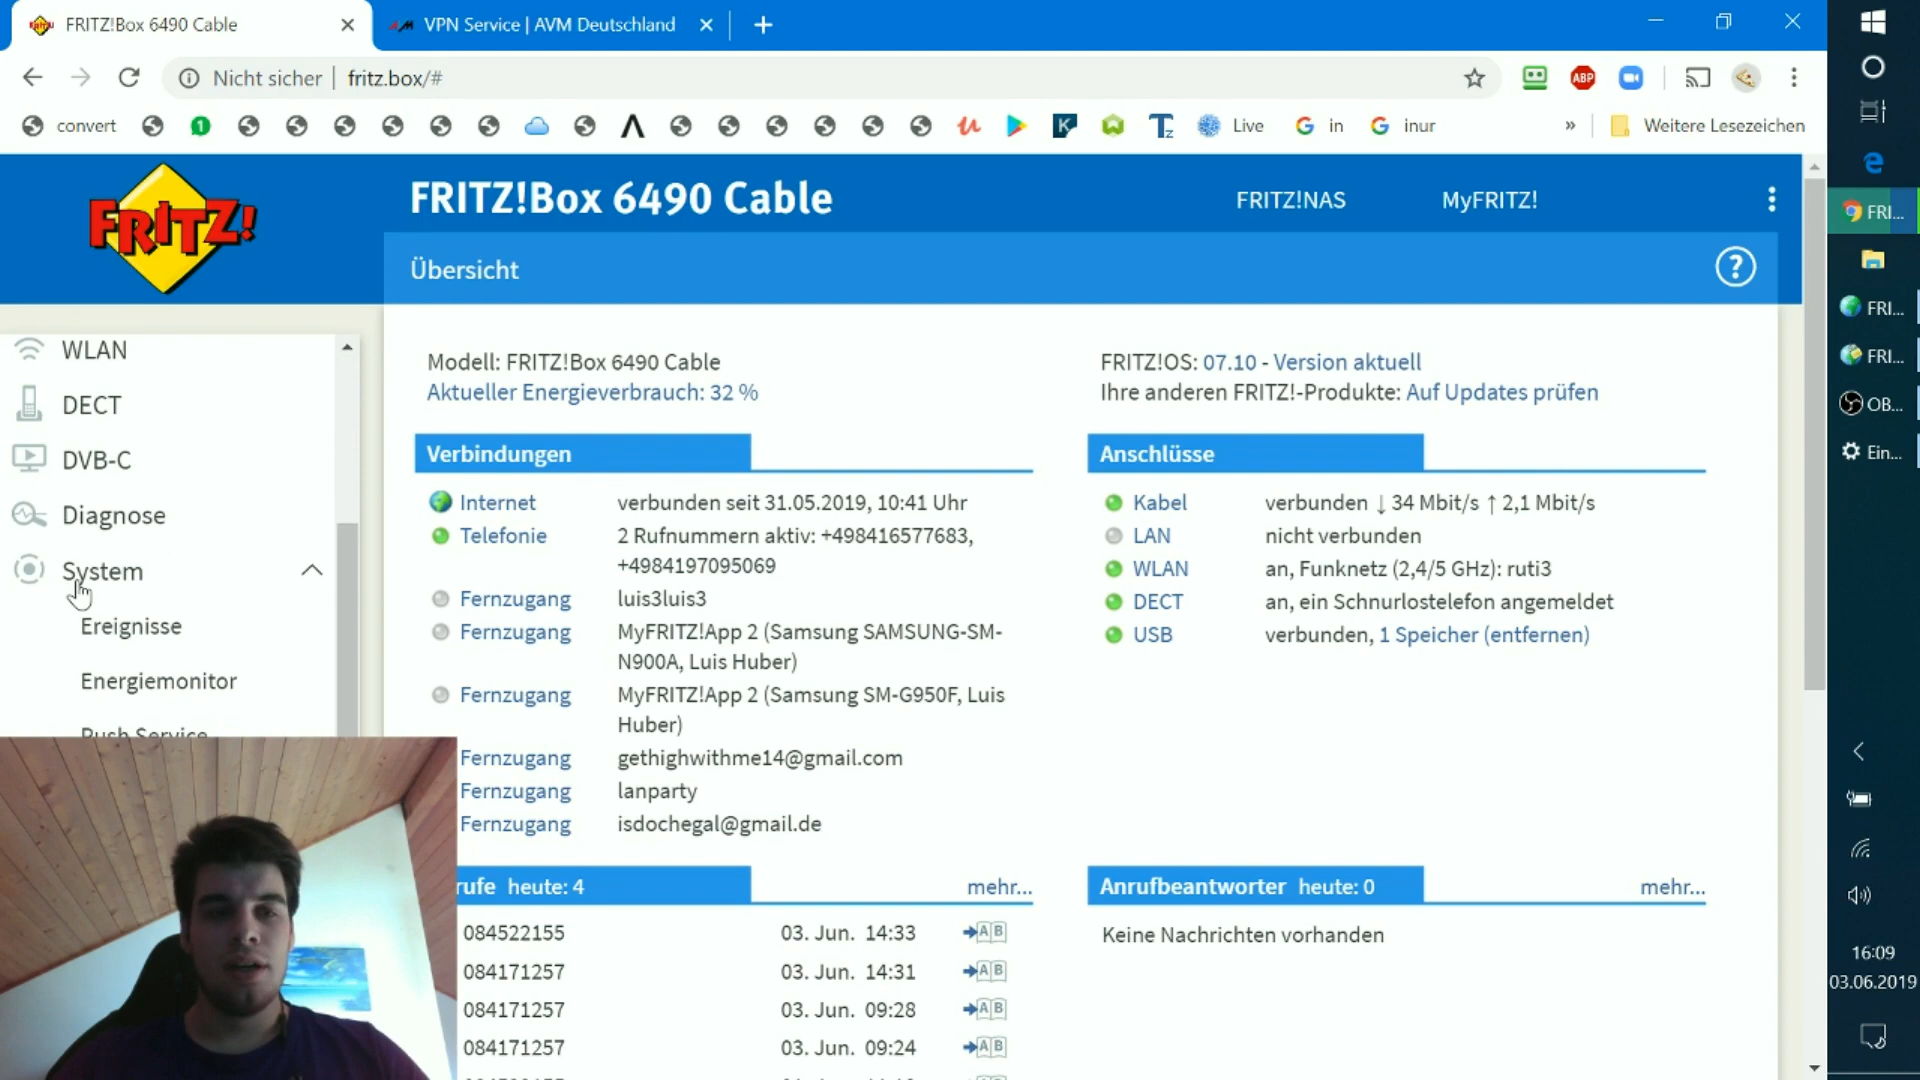 FRITZ!Box 6490 Cable
VPN Service | AVM Deutschland
Nicht sicher | fritz.box/#
ABP
convert
1
Live
in
inur
»
Weitere Lesezeichen
FRITZ!
FRITZ!Box 6490 Cable
FRITZ!NAS
MyFRITZ!
Übersicht
?
WLAN
DECT
DVB-C
Diagnose
System
Ereignisse
Energiemonitor
Push Service
Modell: FRITZ!Box 6490 Cable
Aktueller Energieverbrauch: 32 %
FRITZ!OS: 07.10 - Version aktuell
Ihre anderen FRITZ!-Produkte: Auf Updates prüfen
Verbindungen
Internet verbunden seit 31.05.2019, 10:41 Uhr
Telefonie 2 Rufnummern aktiv: +498416577683,
+4984197095069
Fernzugang luis3luis3
Fernzugang MyFRITZ!App 2 (Samsung SAMSUNG-SM-
N900A, Luis Huber)
Fernzugang MyFRITZ!App 2 (Samsung SM-G950F, Luis
Huber)
Fernzugang gethighwithme14@gmail.com
Fernzugang lanparty
Fernzugang isdochegal@gmail.de
Anschlüsse
Kabel verbunden ↓ 34 Mbit/s ↑ 2,1 Mbit/s
LAN nicht verbunden
WLAN an, Funknetz (2,4/5 GHz): ruti3
DECT an, ein Schnurlostelefon angemeldet
USB verbunden, 1 Speicher (entfernen)
rufe heute: 4 mehr...
084522155 03. Jun. 14:33
084171257 03. Jun. 14:31
084171257 03. Jun. 09:28
084171257 03. Jun. 09:24
Anrufbeantworter heute: 0 mehr...
Keine Nachrichten vorhanden
FRI...
FRI...
FRI...
OB...
Ein...
16:09
03.06.2019